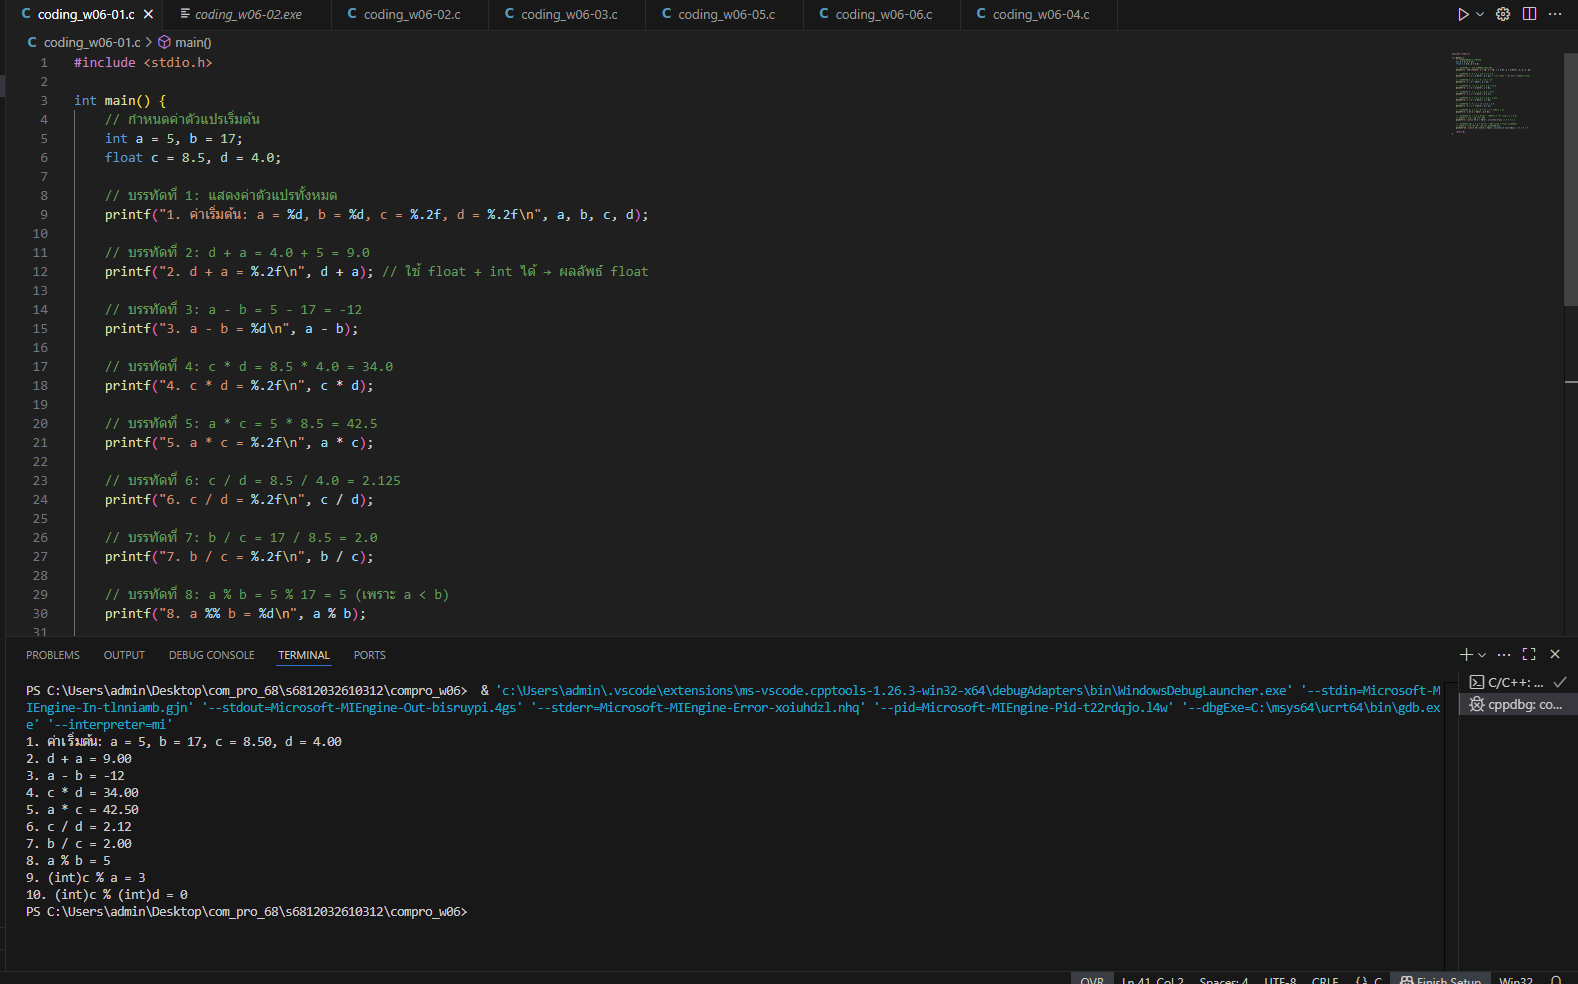 C coding_w06-01.c × coding_w06-02.exe C coding_w06-02.c C coding_w06-03.c C coding_w06-05.c C coding_w06-06.c C coding_w06-04.c
C coding_w06-01.c > main()
1 #include <stdio.h>
2
3 int main() {
4 // กำหนดค่าตัวแปรเริ่มต้น
5 int a = 5, b = 17;
6 float c = 8.5, d = 4.0;
7
8 // บรรทัดที่ 1: แสดงค่าตัวแปรทั้งหมด
9 printf("1. ค่าเริ่มต้น: a = %d, b = %d, c = %.2f, d = %.2f\n", a, b, c, d);
10
11 // บรรทัดที่ 2: d + a = 4.0 + 5 = 9.0
12 printf("2. d + a = %.2f\n", d + a); // ใช้ float + int ได้ → ผลลัพธ์ float
13
14 // บรรทัดที่ 3: a - b = 5 - 17 = -12
15 printf("3. a - b = %d\n", a - b);
16
17 // บรรทัดที่ 4: c * d = 8.5 * 4.0 = 34.0
18 printf("4. c * d = %.2f\n", c * d);
19
20 // บรรทัดที่ 5: a * c = 5 * 8.5 = 42.5
21 printf("5. a * c = %.2f\n", a * c);
22
23 // บรรทัดที่ 6: c / d = 8.5 / 4.0 = 2.125
24 printf("6. c / d = %.2f\n", c / d);
25
26 // บรรทัดที่ 7: b / c = 17 / 8.5 = 2.0
27 printf("7. b / c = %.2f\n", b / c);
28
29 // บรรทัดที่ 8: a % b = 5 % 17 = 5 (เพราะ a < b)
30 printf("8. a %% b = %d\n", a % b);
31
PROBLEMS OUTPUT DEBUG CONSOLE TERMINAL PORTS
PS C:\Users\admin\Desktop\com_pro_68\s6812032610312\compro_w06> & 'c:\Users\admin\.vscode\extensions\ms-vscode.cpptools-1.26.3-win32-x64\debugAdapters\bin\WindowsDebugLauncher.exe' '--stdin=Microsoft-M
IEngine-In-tlnniamb.gjn' '--stdout=Microsoft-MIEngine-Out-bisruypi.4gs' '--stderr=Microsoft-MIEngine-Error-xoiuhdzl.nhq' '--pid=Microsoft-MIEngine-Pid-t22rdqjo.l4w' '--dbgExe=C:\msys64\ucrt64\bin\gdb.ex
e' '--interpreter=mi'
1. ค่าเริ่มต้น: a = 5, b = 17, c = 8.50, d = 4.00
2. d + a = 9.00
3. a - b = -12
4. c * d = 34.00
5. a * c = 42.50
6. c / d = 2.12
7. b / c = 2.00
8. a % b = 5
9. (int)c % a = 3
10. (int)c % (int)d = 0
PS C:\Users\admin\Desktop\com_pro_68\s6812032610312\compro_w06>
C/C++: ...
cppdbg: co...
OVR Ln 41, Col 2 Spaces: 4 UTF-8 CRLF {} C Finish Setup Win32